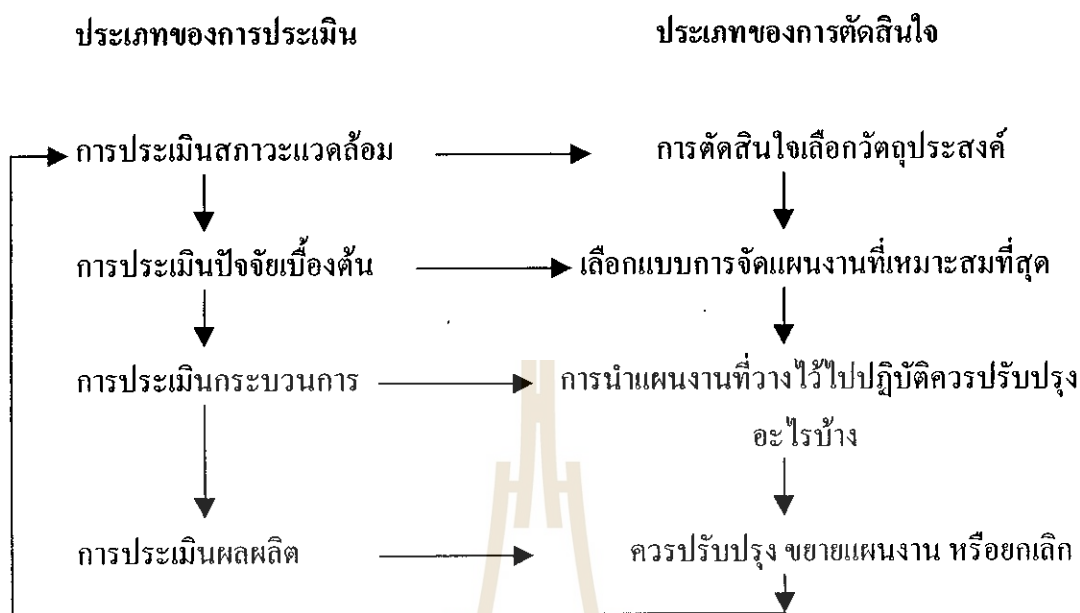 ประเภทของการประเมิน ประเภทของการตัดสินใจ
การประเมินสภาวะแวดล้อม การตัดสินใจเลือกวัตถุประสงค์
การประเมินปัจจัยเบื้องต้น เลือกแบบการจัดแผนงานที่เหมาะสมที่สุด
การประเมินกระบวนการ การนำแผนงานที่วางไว้ไปปฏิบัติควรปรับปรุง
อะไรบ้าง
การประเมินผลผลิต ควรปรับปรุง ขยายแผนงาน หรือยกเลิก